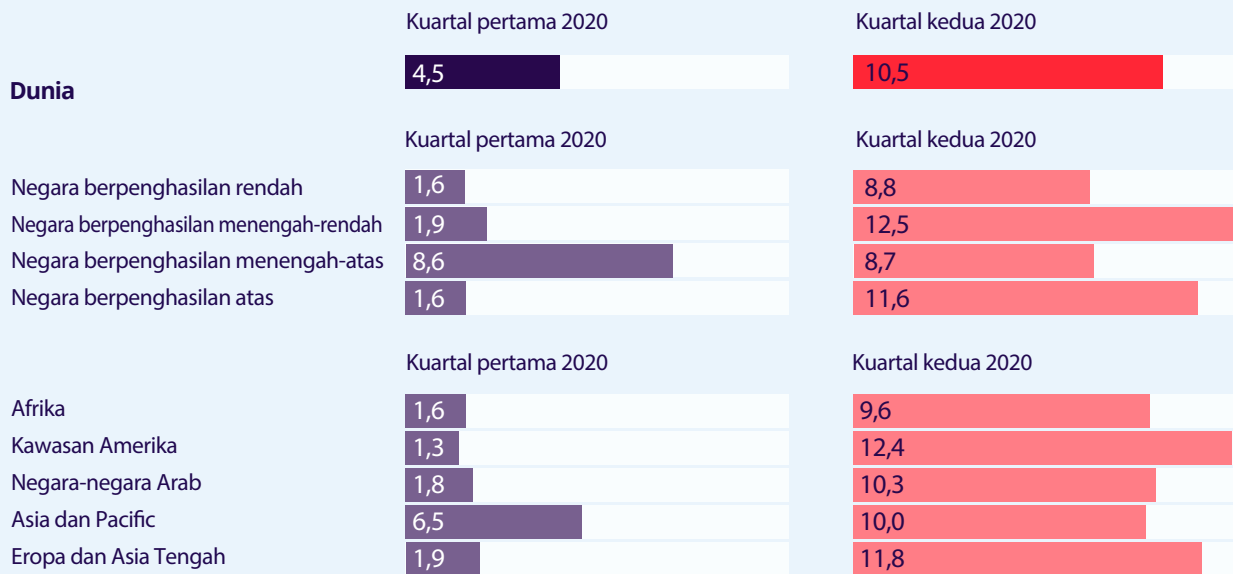 Kuartal pertama 2020 Kuartal kedua 2020
Dunia 4,5 10,5
Kuartal pertama 2020 Kuartal kedua 2020
Negara berpenghasilan rendah 1,6 8,8
Negara berpenghasilan menengah-rendah 1,9 12,5
Negara berpenghasilan menengah-atas 8,6 8,7
Negara berpenghasilan atas 1,6 11,6
Kuartal pertama 2020 Kuartal kedua 2020
Afrika 1,6 9,6
Kawasan Amerika 1,3 12,4
Negara-negara Arab 1,8 10,3
Asia dan Pacific 6,5 10,0
Eropa dan Asia Tengah 1,9 11,8